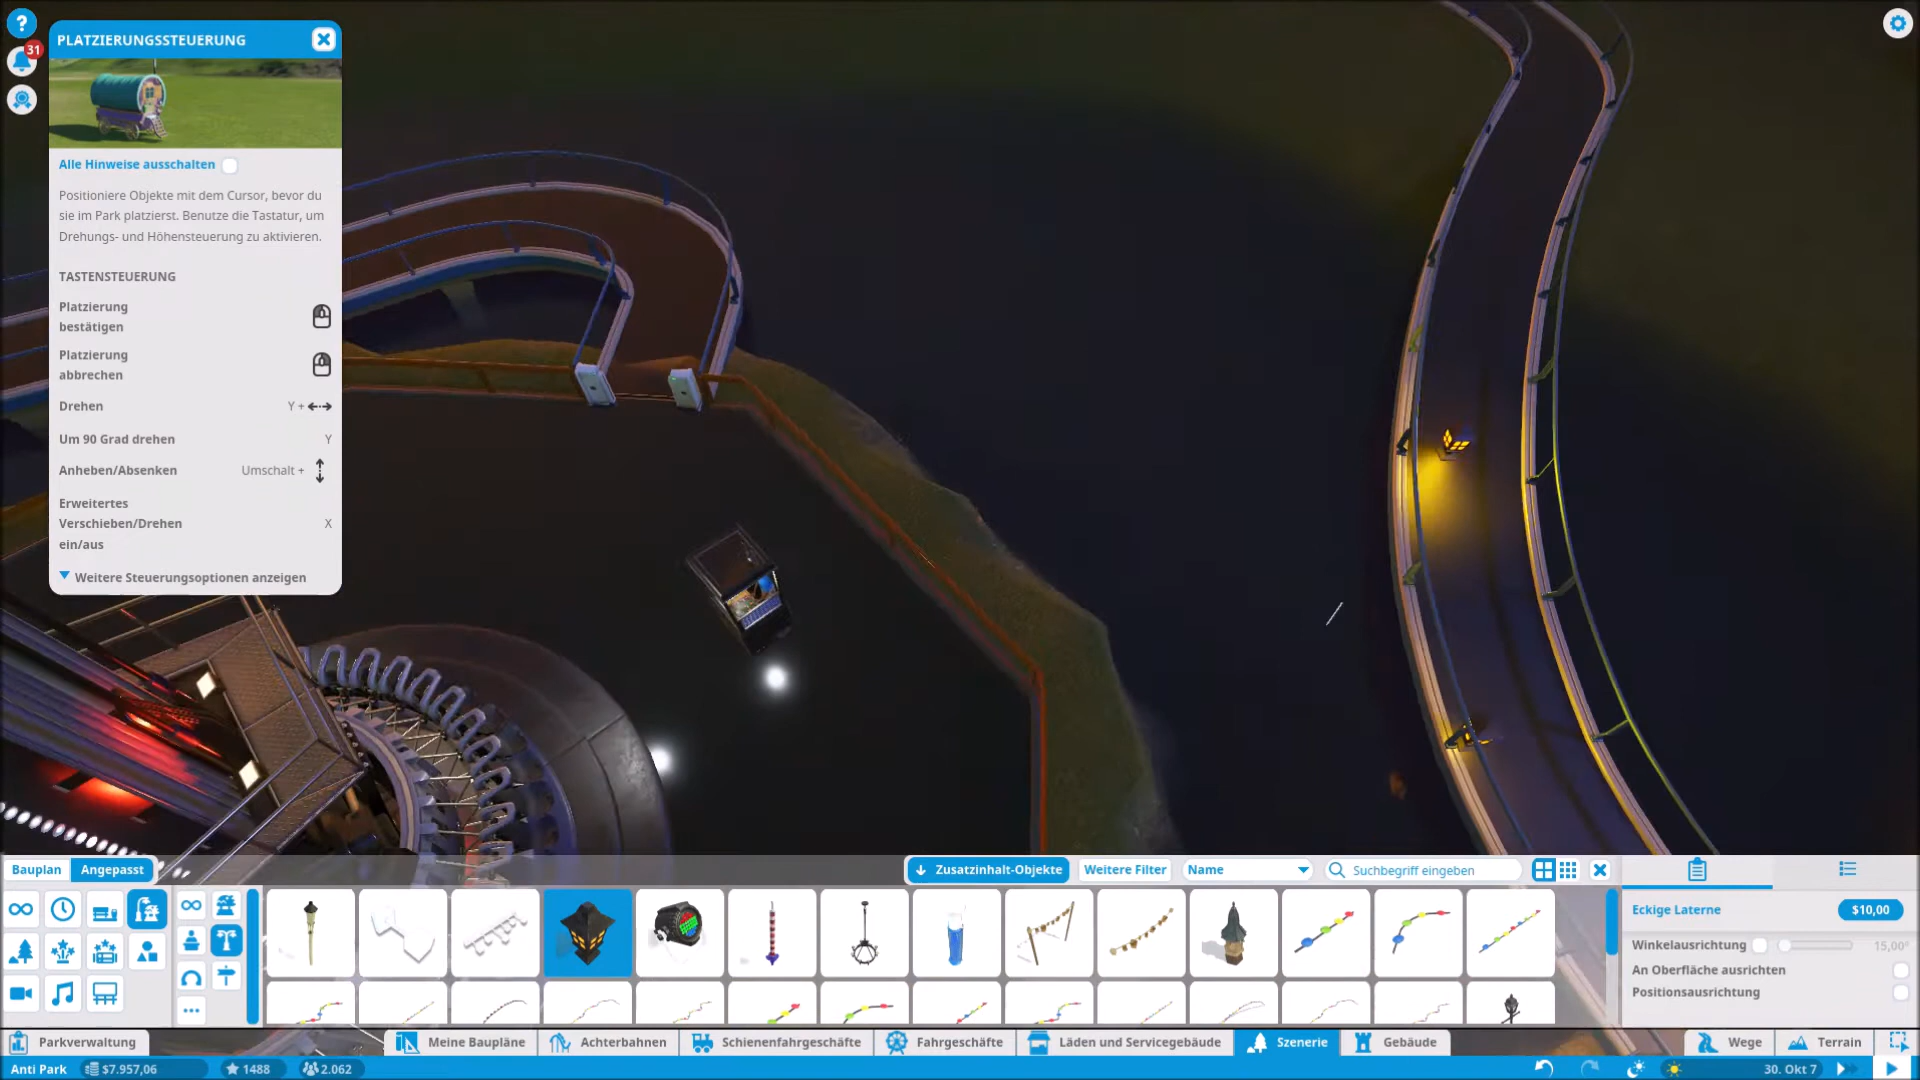 PLATZIERUNGSSTEUERUNG
31
Alle Hinweise ausschalten
Positioniere Objekte mit dem Cursor, bevor du
sie im Park platzierst. Benutze die Tastatur, um
Drehungs- und Höhensteuerung zu aktivieren.
TASTENSTEUERUNG
Platzierung
bestätigen
Platzierung
abbrechen
Drehen Y +
Um 90 Grad drehen Y
Anheben/Absenken Umschalt +
Erweitertes
Verschieben/Drehen X
ein/aus
Weitere Steuerungsoptionen anzeigen
Bauplan Angepasst
Zusatzinhalt-Objekte Weitere Filter Name Suchbegriff eingeben
Eckige Laterne $10,00
Winkelausrichtung 15,00°
An Oberfläche ausrichten
Positionsausrichtung
Parkverwaltung Meine Baupläne Achterbahnen Schienenfahrgeschäfte Fahrgeschäfte Läden und Servicegebäude Szenerie Gebäude Wege Terrain
Anti Park $7.957,06 1488 2.062 30. Okt 7